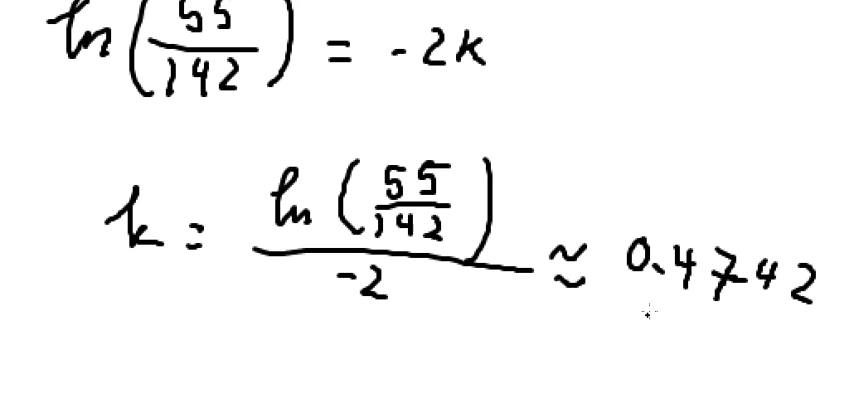 ln(55/142) = -2k
k = ln(55/142)/-2 ≈ 0.4742